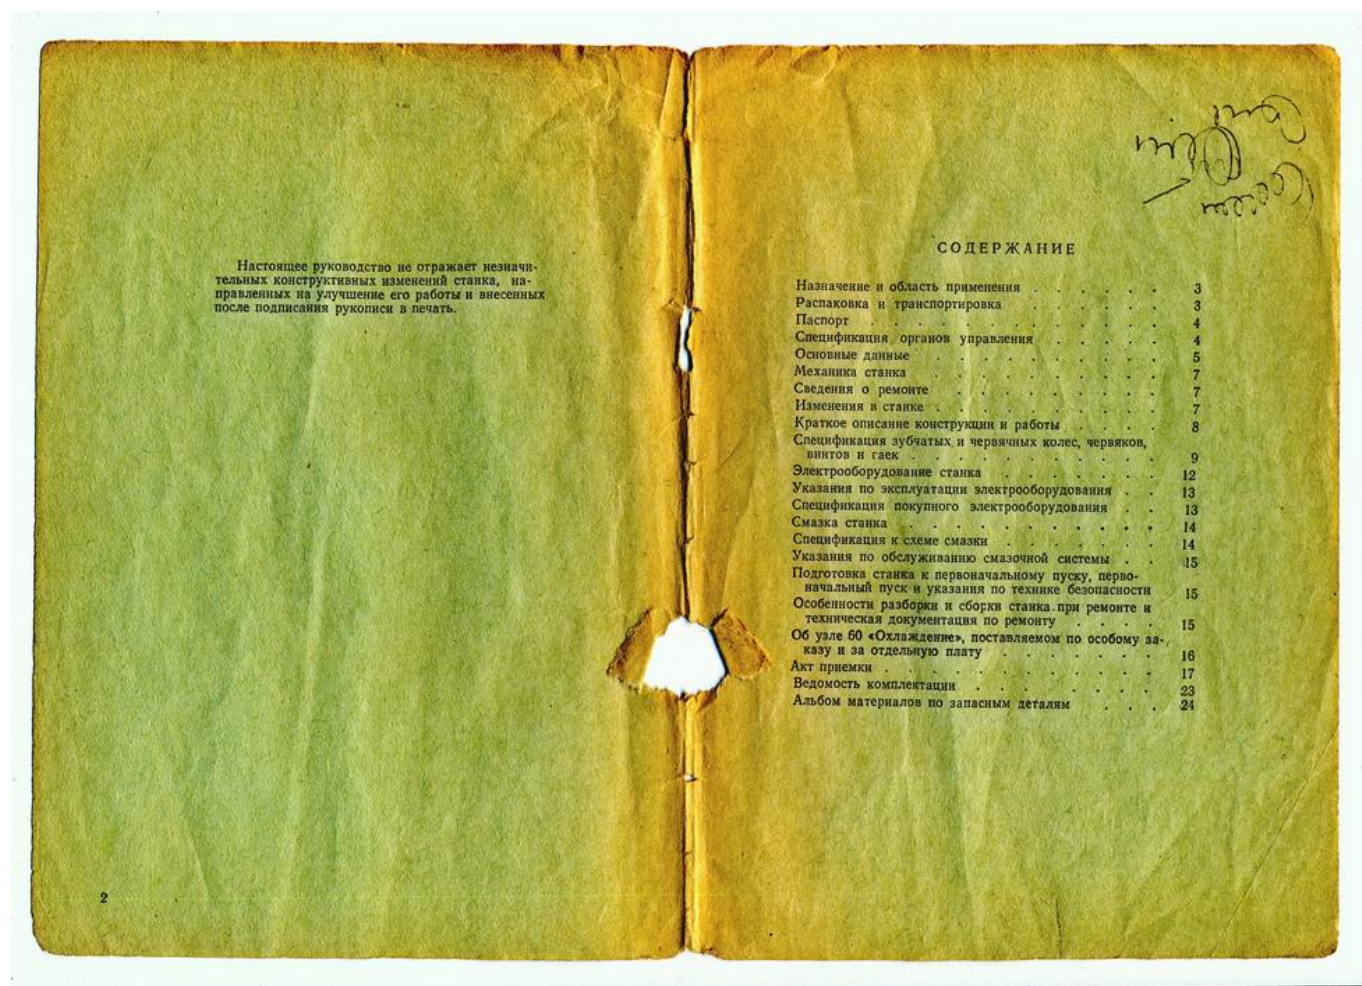 Настоящее руководство не отражает незначи-
тельных конструктивных изменений станка, на-
правленных на улучшение его работы и внесенных
после подписания рукописи в печать.
2
СОДЕРЖАНИЕ
Назначение и область применения . . . . . . 3
Распаковка и транспортировка . . . . . . 3
Паспорт . . . . . . . . . . . . 4
Спецификация органов управления . . . . . 4
Основные данные . . . . . . . . . 5
Механика станка . . . . . . . . . 7
Сведения о ремонте . . . . . . . . 7
Изменения в станке . . . . . . . . . 7
Краткое описание конструкции и работы . . . . 8
Спецификация зубчатых и червячных колес, червяков,
винтов и гаек . . . . . . . . . . 9
Электрооборудование станка . . . . . . . 12
Указания по эксплуатации электрооборудования . . 13
Спецификация покупного электрооборудования . . 13
Смазка станка . . . . . . . . . . 14
Спецификация к схеме смазки . . . . . . . 14
Указания по обслуживанию смазочной системы . . 15
Подготовка станка к первоначальному пуску, перво-
начальный пуск и указания по технике безопасности 15
Особенности разборки и сборки станка при ремонте и
техническая документация по ремонту . . . . 15
Об узле 60 «Охлаждение», поставляемом по особому за-
казу и за отдельную плату . . . . . . . 16
Акт приемки . . . . . . . . . . . 17
Ведомость комплектации . . . . . . . . 23
Альбом материалов по запасным деталям . . . 24